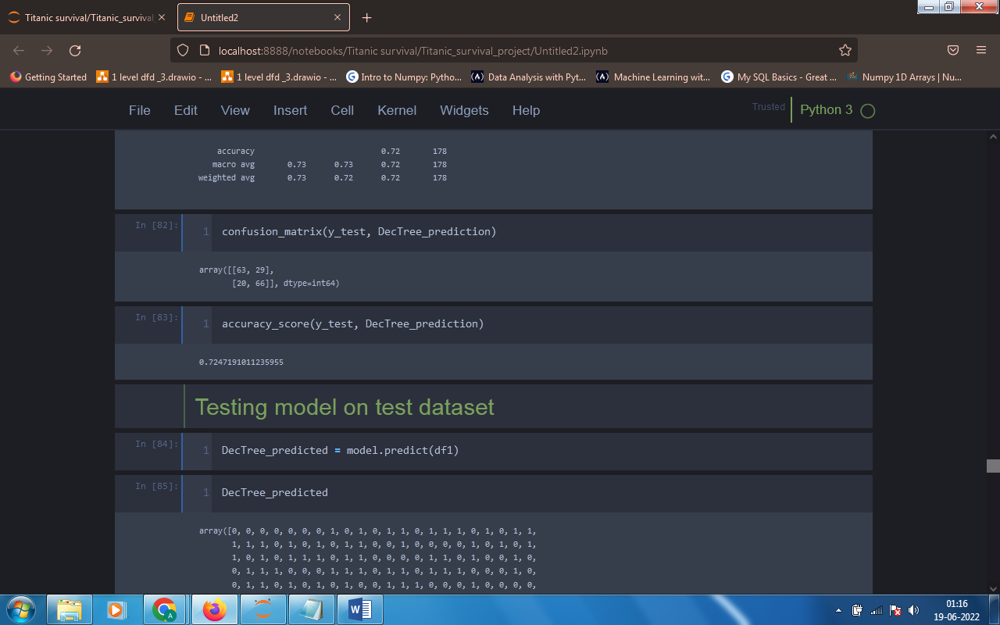 Titanic survival/Titanic_survival_
Untitled2
localhost:8888/notebooks/Titanic survival/Titanic_survival_project/Untitled2.ipynb
Getting Started 1 level dfd _3.drawio - ... 1 level dfd _3.drawio - ... Intro to Numpy: Pytho... Data Analysis with Pyt... Machine Learning wit... My SQL Basics - Great ... Numpy 1D Arrays | Nu...
File Edit View Insert Cell Kernel Widgets Help Trusted Python 3
accuracy 0.72 178
macro avg 0.73 0.73 0.72 178
weighted avg 0.73 0.72 0.72 178
In [82]: 1 confusion_matrix(y_test, DecTree_prediction)
array([[63, 29],
[20, 66]], dtype=int64)
In [83]: 1 accuracy_score(y_test, DecTree_prediction)
0.7247191011235955
Testing model on test dataset
In [84]: 1 DecTree_predicted = model.predict(df1)
In [85]: 1 DecTree_predicted
array([0, 0, 0, 0, 0, 0, 0, 1, 0, 1, 0, 1, 1, 0, 1, 1, 1, 0, 1, 0, 1, 1,
1, 1, 1, 0, 1, 0, 1, 0, 1, 1, 0, 0, 1, 0, 0, 0, 0, 1, 0, 1, 0, 1,
1, 0, 1, 0, 1, 1, 1, 0, 1, 1, 0, 0, 0, 0, 1, 1, 0, 1, 0, 0, 1, 0,
0, 1, 1, 1, 0, 0, 0, 1, 1, 1, 0, 1, 1, 0, 1, 1, 1, 0, 0, 0, 1, 0,
0, 1, 1, 0, 1, 0, 1, 0, 1, 0, 0, 1, 1, 1, 0, 0, 0, 1, 0, 0, 0, 0,
01:16
19-06-2022